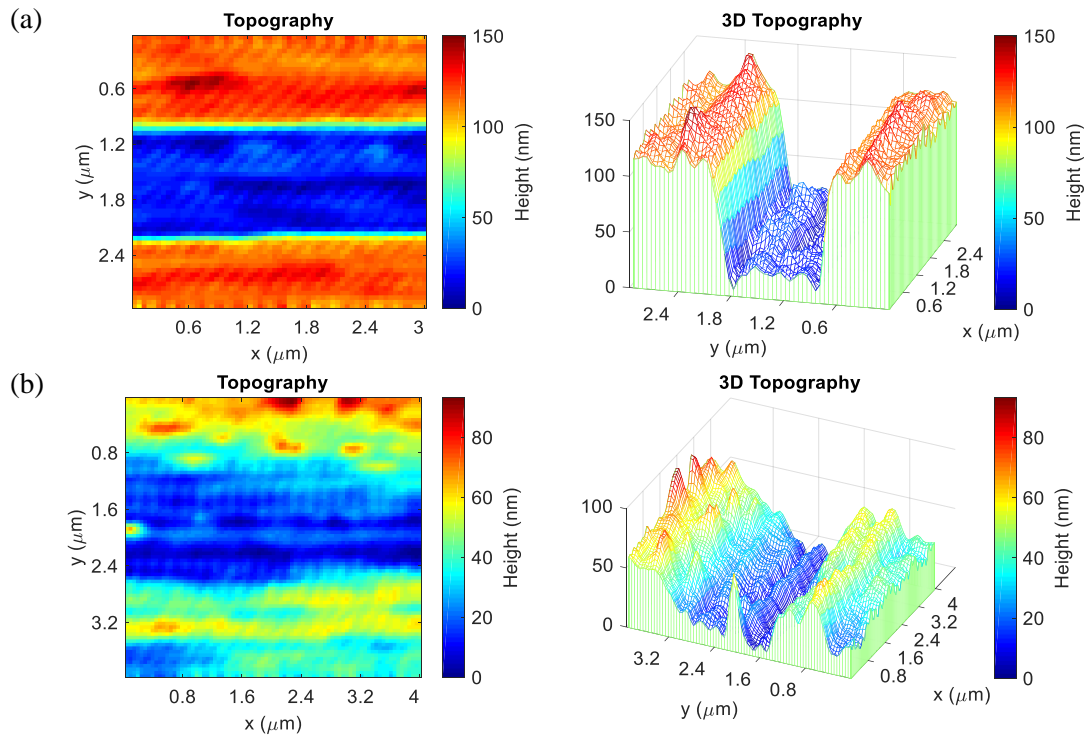 (a)
Topography
0.6
1.2
1.8
2.4
y (μm)
0.6 1.2 1.8 2.4 3
x (μm)
150
100
50
0
Height (nm)
3D Topography
150
100
50
0
2.4 1.8 1.2 0.6
y (μm)
2.4
1.8
1.2
0.6
x (μm)
150
100
50
0
Height (nm)
(b)
Topography
0.8
1.6
2.4
3.2
y (μm)
0.8 1.6 2.4 3.2 4
x (μm)
80
60
40
20
0
Height (nm)
3D Topography
100
50
0
3.2 2.4 1.6 0.8
y (μm)
4
3.2
2.4
1.6
0.8
x (μm)
80
60
40
20
0
Height (nm)